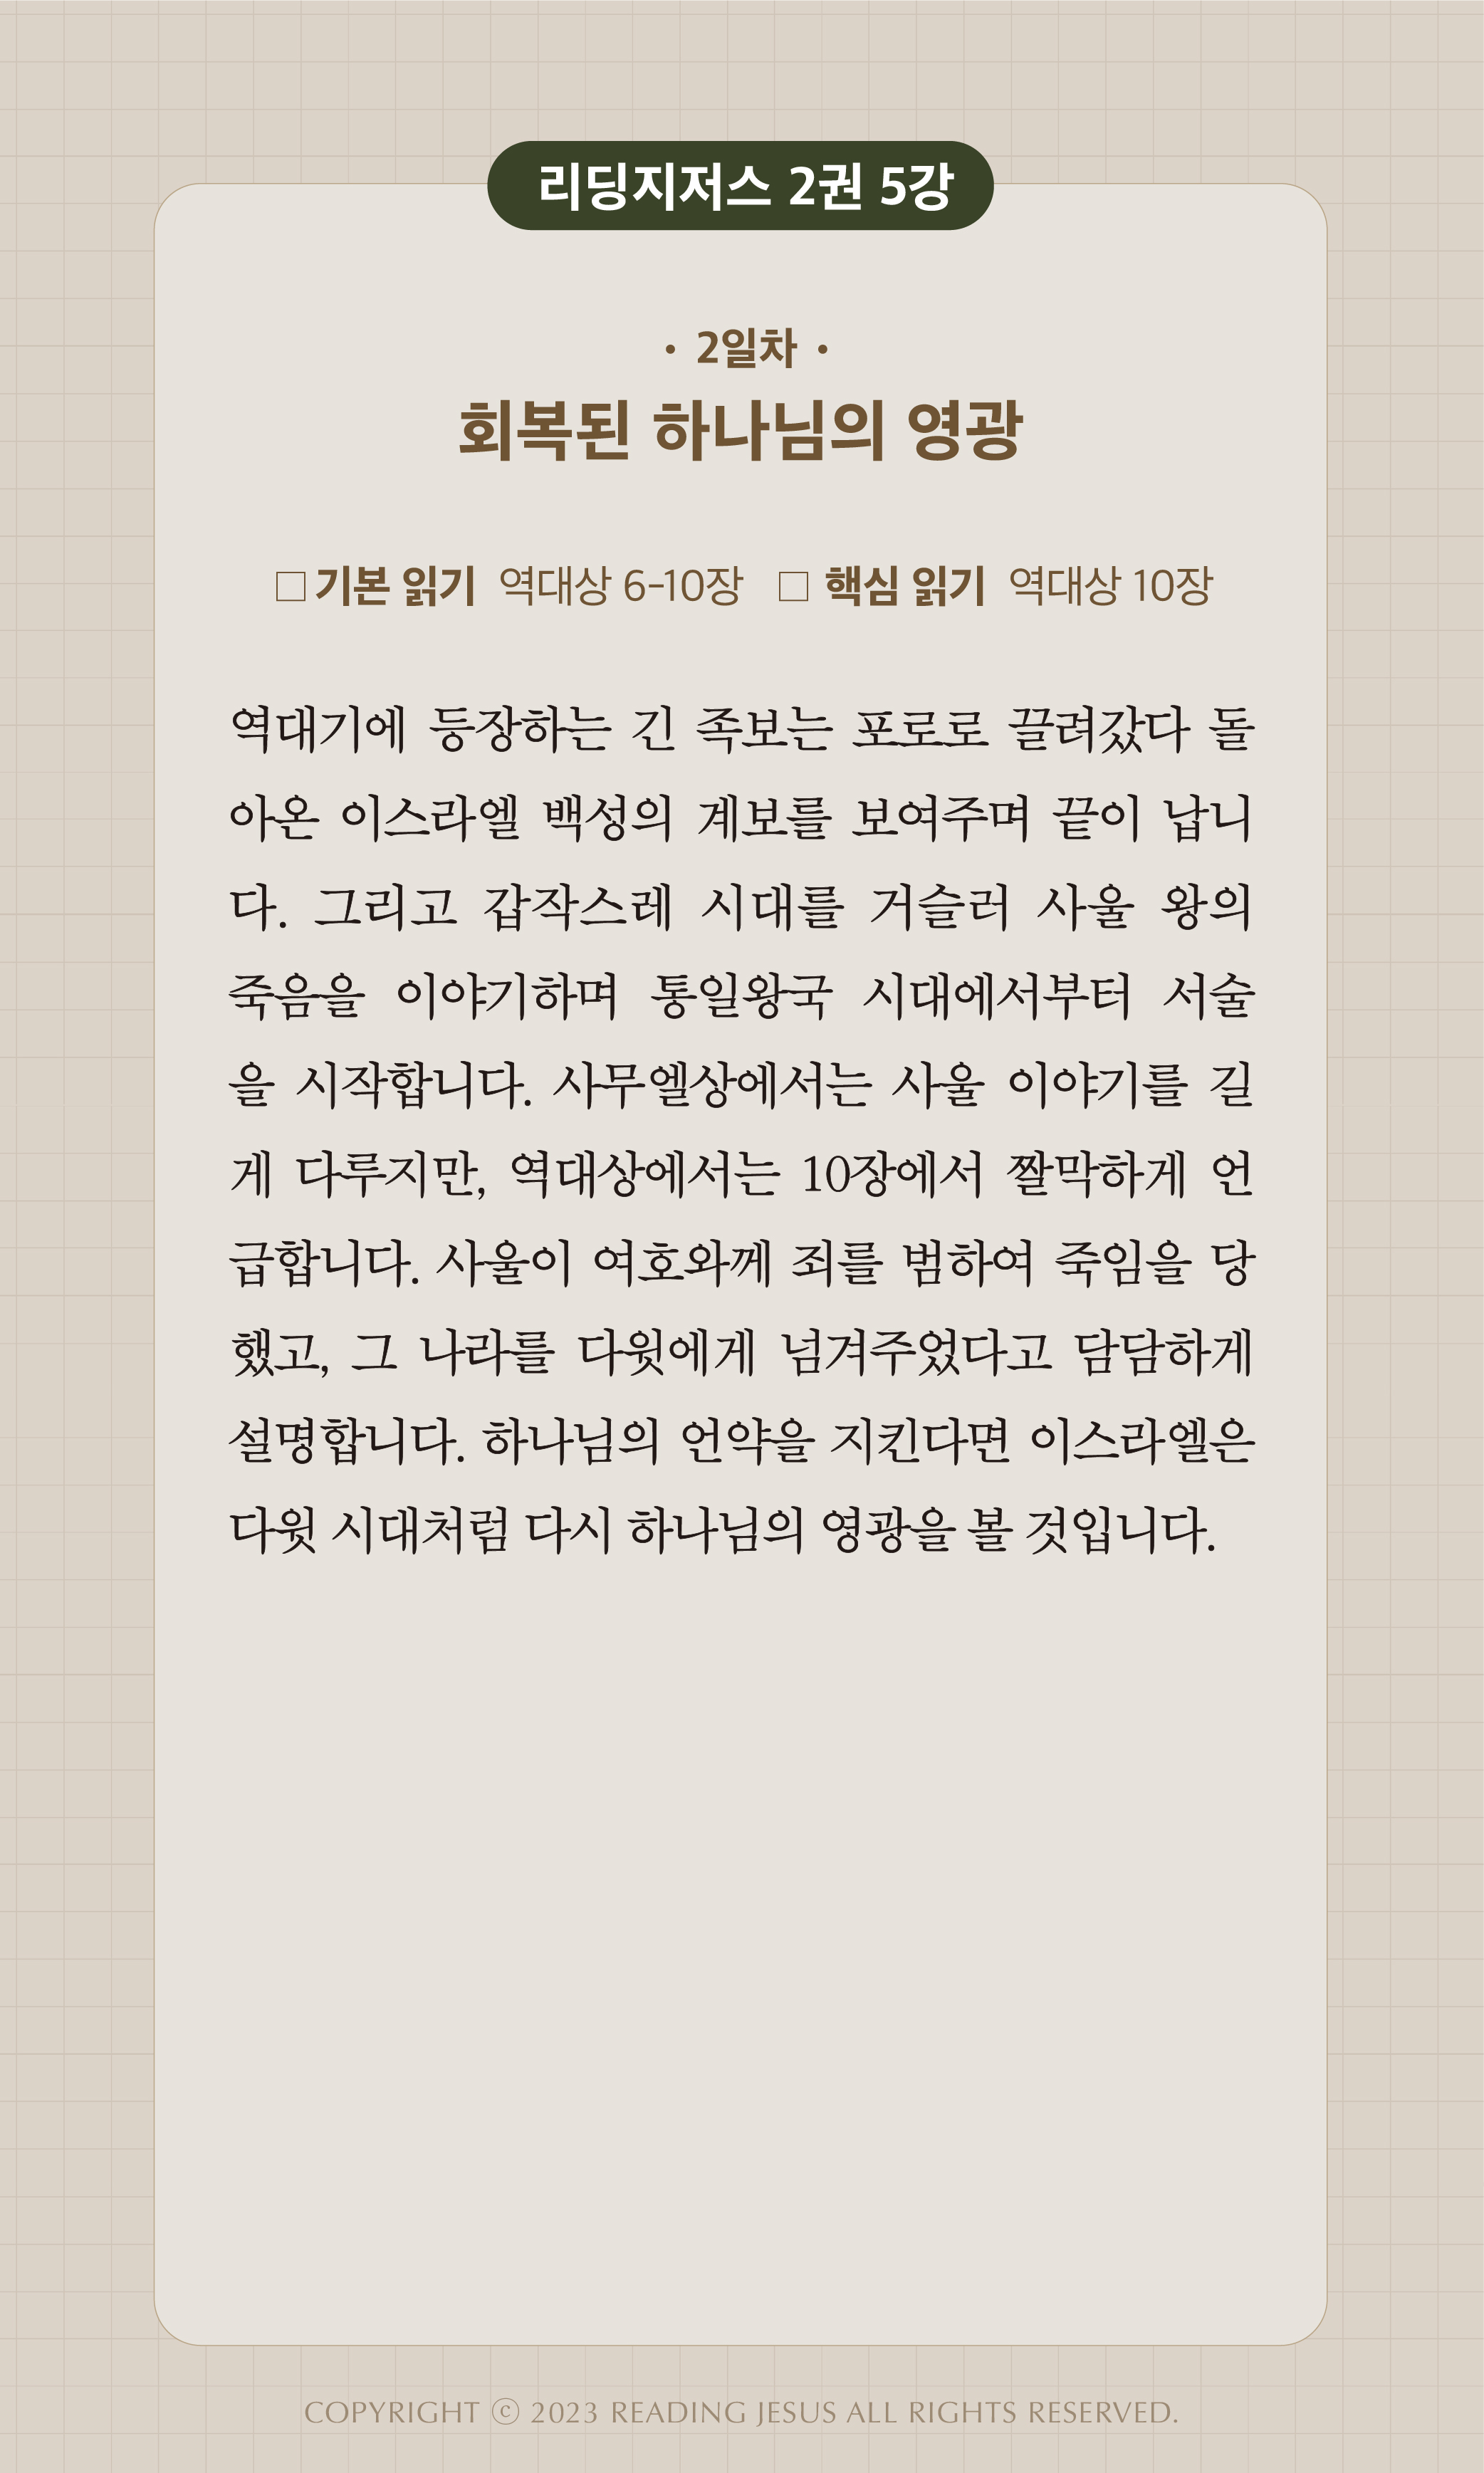 리딩지저스 2권 5강
· 2일차 ·
회복된 하나님의 영광
□ 기본 읽기 역대상 6-10장 □ 핵심 읽기 역대상 10장
역대기에 등장하는 긴 족보는 포로로 끌려갔다 돌
아온 이스라엘 백성의 계보를 보여주며 끝이 납니
다. 그리고 갑작스레 시대를 거슬러 사울 왕의
죽음을 이야기하며 통일왕국 시대에서부터 서술
을 시작합니다. 사무엘상에서는 사울 이야기를 길
게 다루지만, 역대상에서는 10장에서 짤막하게 언
급합니다. 사울이 여호와께 죄를 범하여 죽임을 당
했고, 그 나라를 다윗에게 넘겨주었다고 담담하게
설명합니다. 하나님의 언약을 지킨다면 이스라엘은
다윗 시대처럼 다시 하나님의 영광을 볼 것입니다.
COPYRIGHT ⓒ 2023 READING JESUS ALL RIGHTS RESERVED.